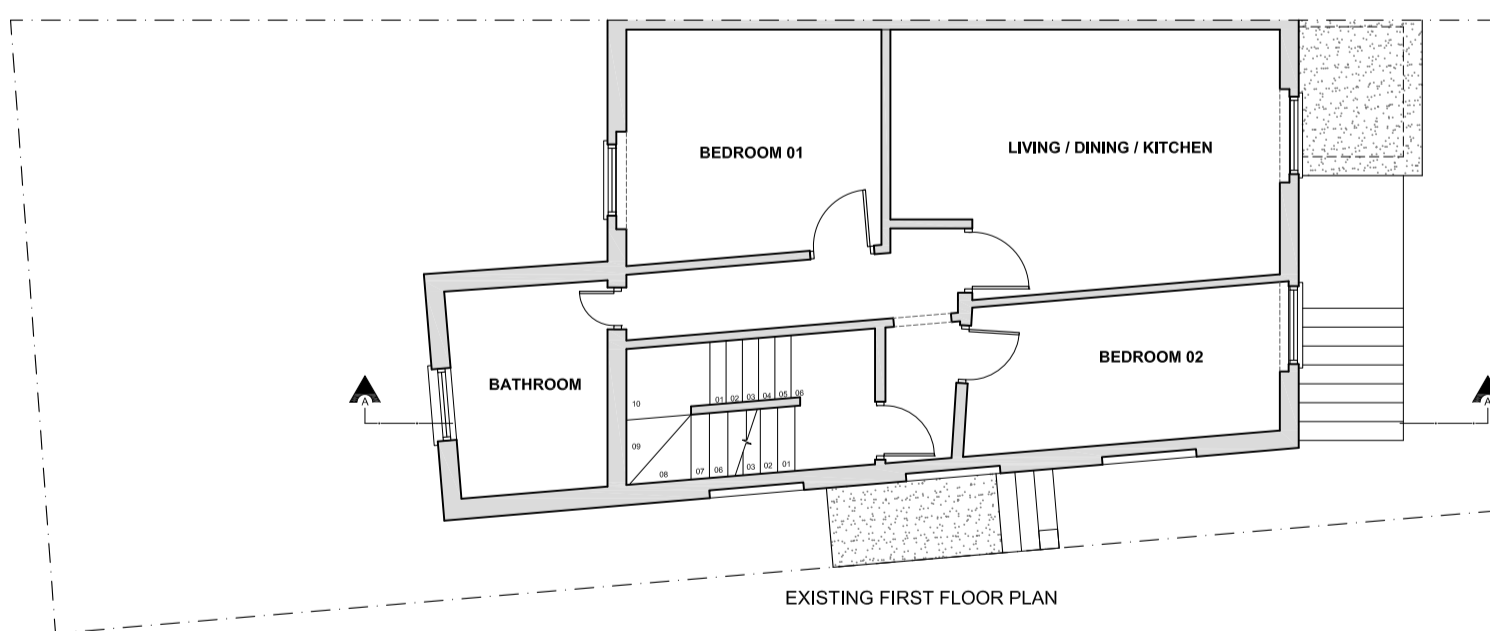 BEDROOM 01
LIVING / DINING / KITCHEN
BEDROOM 02
BATHROOM
A
A
01 02 03 04 05 06
10
09
08 07 06 03 02 01
EXISTING FIRST FLOOR PLAN